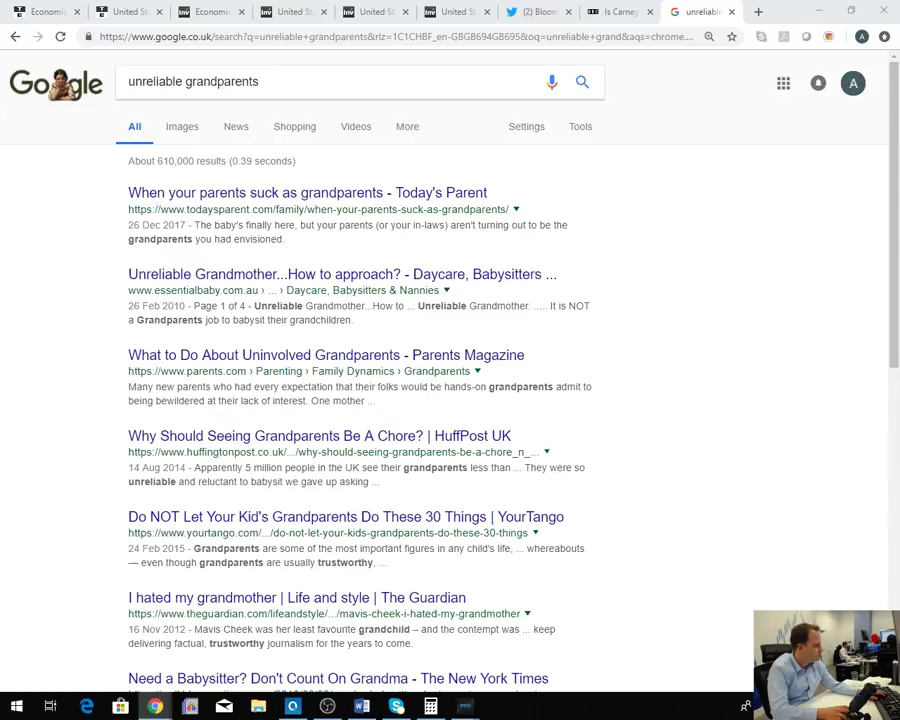 Economic
United St
Economic
United St
United St
United St
(2) Bloom
Is Carney
unreliable
https://www.google.co.uk/search?q=unreliable+grandparents&rlz=1C1CHBF_en-GBGB694GB695&oq=unreliable+grand&aqs=chrome....
A
Google
unreliable grandparents
A
All Images News Shopping Videos More Settings Tools
About 610,000 results (0.39 seconds)
When your parents suck as grandparents - Today's Parent
https://www.todaysparent.com/family/when-your-parents-suck-as-grandparents/
26 Dec 2017 - The baby's finally here, but your parents (or your in-laws) aren't turning out to be the
grandparents you had envisioned.
Unreliable Grandmother...How to approach? - Daycare, Babysitters ...
www.essentialbaby.com.au › ... › Daycare, Babysitters & Nannies
26 Feb 2010 - Page 1 of 4 - Unreliable Grandmother...How to ... Unreliable Grandmother. ..... It is NOT
a Grandparents job to babysit their grandchildren.
What to Do About Uninvolved Grandparents - Parents Magazine
https://www.parents.com › Parenting › Family Dynamics › Grandparents
Many new parents who had every expectation that their folks would be hands-on grandparents admit to
being bewildered at their lack of interest. One mother ...
Why Should Seeing Grandparents Be A Chore? | HuffPost UK
https://www.huffingtonpost.co.uk/.../why-should-seeing-grandparents-be-a-chore_n_...
14 Aug 2014 - Apparently 5 million people in the UK see their grandparents less than ... They were so
unreliable and reluctant to babysit we gave up asking ...
Do NOT Let Your Kid's Grandparents Do These 30 Things | YourTango
https://www.yourtango.com/.../do-not-let-your-kids-grandparents-do-these-30-things
24 Feb 2015 - Grandparents are some of the most important figures in any child's life, ... whereabouts
— even though grandparents are usually trustworthy, ...
I hated my grandmother | Life and style | The Guardian
https://www.theguardian.com/lifeandstyle/.../mavis-cheek-i-hated-my-grandmother
16 Nov 2012 - Mavis Cheek was her least favourite grandchild – and the contempt was ... keep
delivering factual, trustworthy journalism for the years to come.
Need a Babysitter? Don't Count On Grandma - The New York Times